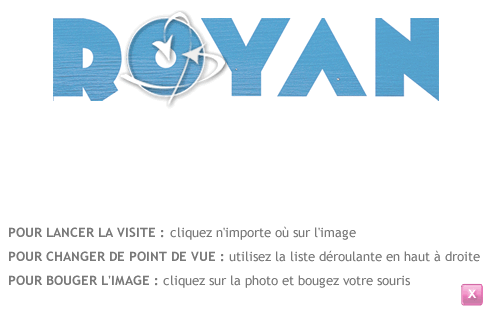 ROYAN
POUR LANCER LA VISITE : cliquez n'importe où sur l'image
POUR CHANGER DE POINT DE VUE : utilisez la liste déroulante en haut à droite
POUR BOUGER L'IMAGE : cliquez sur la photo et bougez votre souris
X